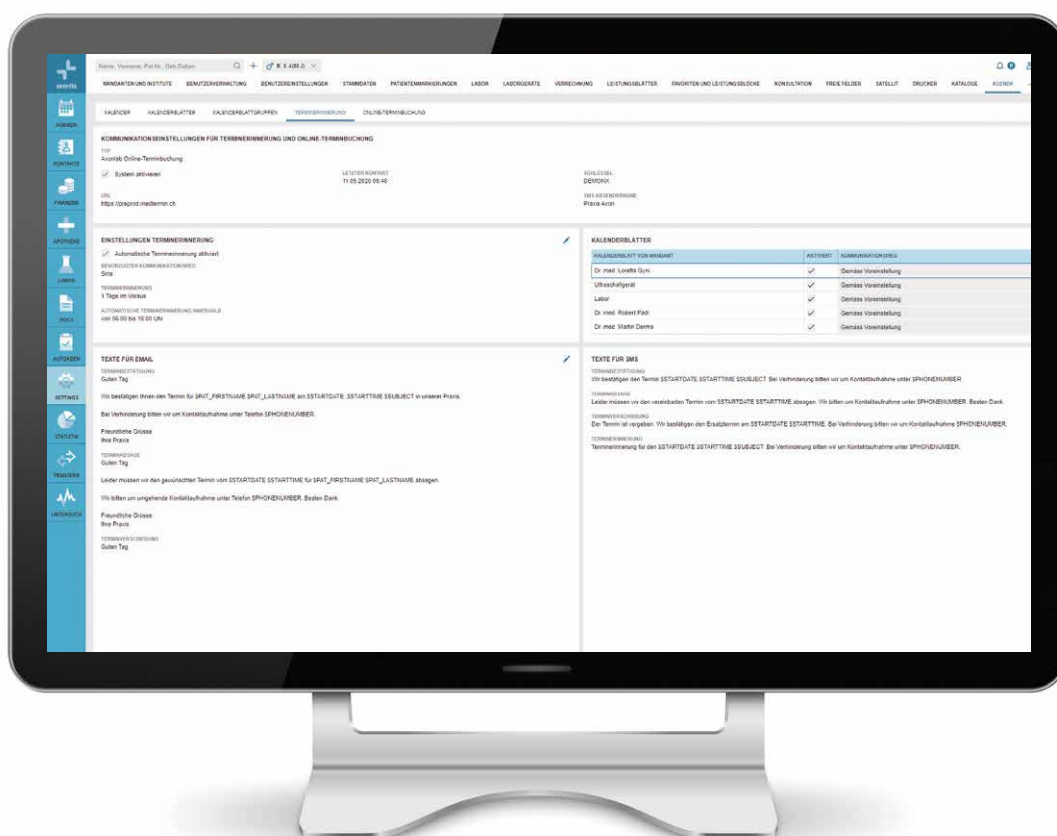 axenita
Name, Vorname, Pat.Nr., Geb.Datum
MANDANTEN UND INSTITUTE BENUTZERVERWALTUNG BENUTZEREINSTELLUNGEN STAMMDATEN PATIENTENMARKIERUNGEN LABOR LABORGERÄTE VERRECHNUNG LEISTUNGSBLÄTTER FAVORITEN UND LEISTUNGSBLÖCKE KONSULTATION FREIE FELDER SATELLIT DRUCKER KATALOGE AGENDA
KALENDER KALENDERBLÄTTER KALENDERBLATTGRUPPEN TERMINERINNERUNG ONLINE-TERMINBUCHUNG
AGENDA
KONTAKTE
FINANZEN
APOTHEKE
LABOR
DOCX
AUFGABEN
SETTINGS
STATISTIK
TRANSFER
UNTERSUCH
KOMMUNIKATIONSEINSTELLUNGEN FÜR TERMINERINNERUNG UND ONLINE-TERMINBUCHUNG
TYP
Axonlab Online-Terminbuchung
System aktivieren
LETZTER KONTAKT
11.05.2020 08:46
SCHLÜSSEL
DEMONX
URL
https://preprod.medtermin.ch
SMS ABSENDERNAME
Praxis Axon
EINSTELLUNGEN TERMINERINNERUNG
Automatische Terminerinnerung aktiviert
BEVORZUGTER KOMMUNIKATIONSWEG
Sms
TERMINERINNERUNG
1 Tage im Voraus
AUTOMATISCHE TERMINERINNERUNG INNERHALB
von 06:00 bis 18:00 Uhr
KALENDERBLÄTTER
KALENDERBLATT VON MANDANT AKTIVIERT KOMMUNIKATIONSWEG
Dr. med. Loretta Gyn Gemäss Voreinstellung
Ultraschallgerät Gemäss Voreinstellung
Labor Gemäss Voreinstellung
Dr. med. Robert Päd Gemäss Voreinstellung
Dr. med. Martin Derma Gemäss Voreinstellung
TEXTE FÜR EMAIL
TERMINBESTÄTIGUNG
Guten Tag
Wir bestätigen Ihnen den Termin für $PAT_FIRSTNAME $PAT_LASTNAME am $STARTDATE, $STARTTIME $SUBJECT in unserer Praxis.
Bei Verhinderung bitten wir um Kontaktaufnahme unter Telefon $PHONENUMBER.
Freundliche Grüsse
Ihre Praxis
TERMINABSAGE
Guten Tag
Leider müssen wir den gewünschten Termin vom $STARTDATE $STARTTIME für $PAT_FIRSTNAME $PAT_LASTNAME absagen.
Wir bitten um umgehende Kontaktaufnahme unter Telefon $PHONENUMBER. Besten Dank
Freundliche Grüsse
Ihre Praxis
TERMINVERSCHIEBUNG
Guten Tag
TEXTE FÜR SMS
TERMINBESTÄTIGUNG
Wir bestätigen den Termin $STARTDATE $STARTTIME $SUBJECT. Bei Verhinderung bitten wir um Kontaktaufnahme unter $PHONENUMBER
TERMINABSAGE
Leider müssen wir den vereinbarten Termin vom $STARTDATE $STARTTIME absagen. Wir bitten um Kontaktaufnahme unter $PHONENUMBER. Besten Dank.
TERMINVERSCHIEBUNG
Der Termin ist vergeben. Wir bestätigen den Ersatztermin am $STARTDATE $STARTTIME. Bei Verhinderung bitten wir um Kontaktaufnahme $PHONENUMBER.
TERMINERINNERUNG
Terminerinnerung für den $STARTDATE $STARTTIME $SUBJECT. Bei Verhinderung bitten wir um Kontaktaufnahme unter $PHONENUMBER.